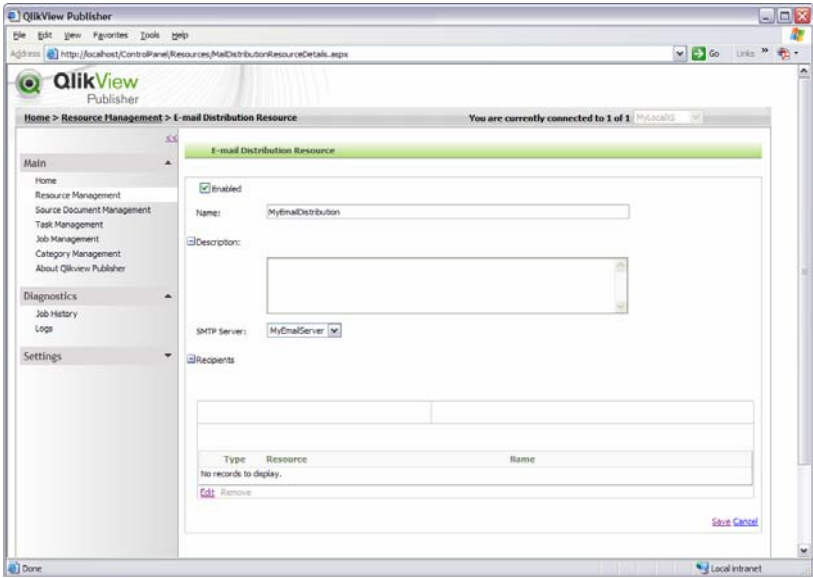 QlikView Publisher
File Edit View Favorites Tools Help
Address http://localhost/ControlPanel/Resources/MailDistributionResourceDetails.aspx Go Links »
QlikView
Publisher
Home > Resource Management > E-mail Distribution Resource You are currently connected to 1 of 1 MyLocalXS
<<
E-mail Distribution Resource
Main
Home
Resource Management
Source Document Management
Task Management
Job Management
Category Management
About Qlikview Publisher
Diagnostics
Job History
Logs
Settings
Enabled
Name: MyEmailDistribution
Description:
SMTP Server: MyEmailServer
Recipients
Type Resource Name
No records to display.
Edit Remove
Save Cancel
Done Local intranet